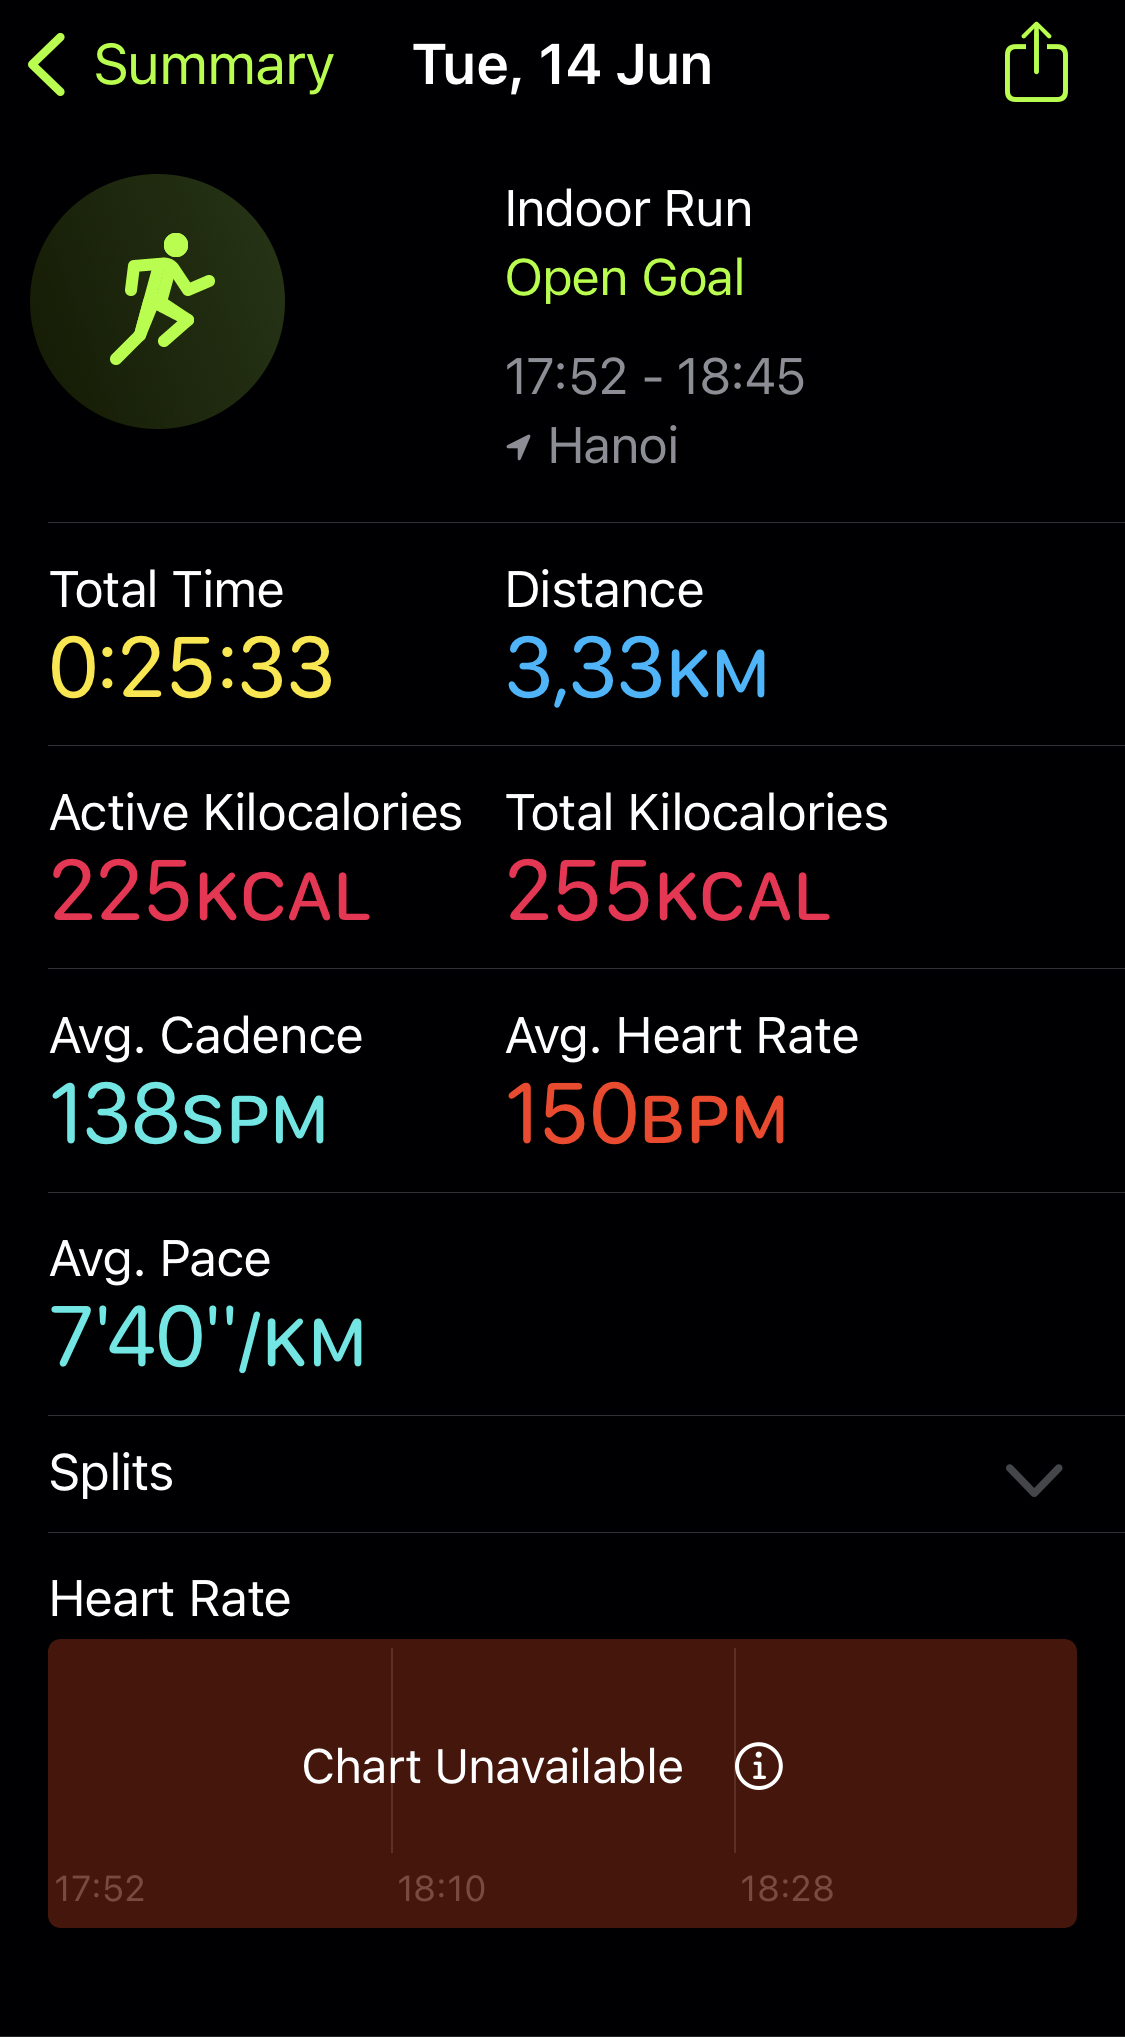 Summary
Tue, 14 Jun
Indoor Run
Open Goal
17:52 - 18:45
Hanoi
Total Time
Distance
0:25:33
3,33KM
Active Kilocalories
Total Kilocalories
225KCAL
255KCAL
Avg. Cadence
Avg. Heart Rate
138SPM
150BPM
Avg. Pace
7'40''/KM
Splits
Heart Rate
Chart Unavailable
17:52
18:10
18:28